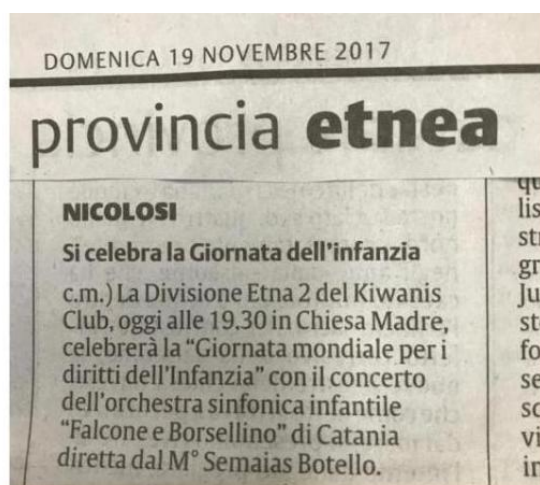 DOMENICA 19 NOVEMBRE 2017
provincia etnea
NICOLOSI
Si celebra la Giornata dell'infanzia
c.m.) La Divisione Etna 2 del Kiwanis
Club, oggi alle 19.30 in Chiesa Madre,
celebrerà la “Giornata mondiale per i
diritti dell'Infanzia” con il concerto
dell'orchestra sinfonica infantile
“Falcone e Borsellino” di Catania
diretta dal M° Semaias Botello.